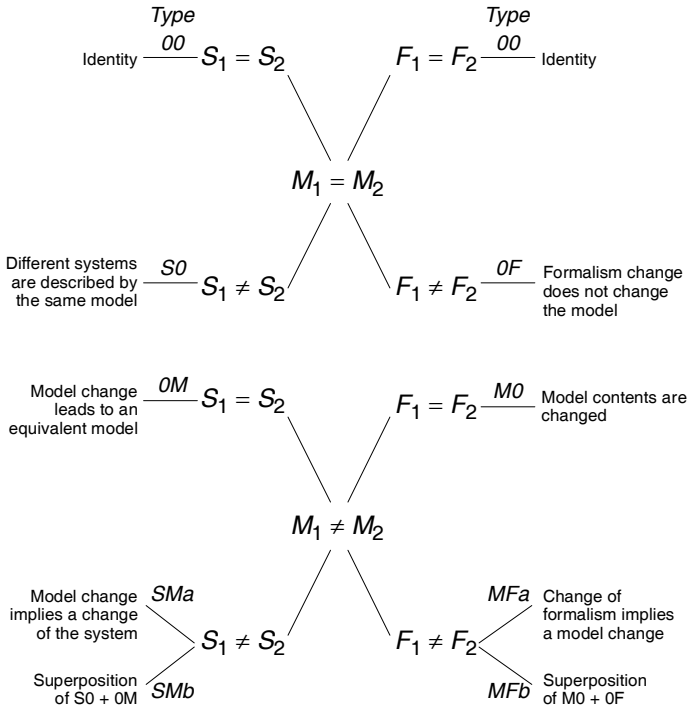 Type
Type
Identity
00
S1 = S2
F1 = F2
00
Identity
M1 = M2
Different systems
are described by
the same model
S0
S1 ≠ S2
F1 ≠ F2
0F
Formalism change
does not change
the model
Model change
leads to an
equivalent model
0M
S1 = S2
F1 = F2
M0
Model contents are
changed
M1 ≠ M2
Model change
implies a change
of the system
SMa
S1 ≠ S2
Superposition
of S0 + 0M
SMb
F1 ≠ F2
MFa
Change of
formalism implies
a model change
MFb
Superposition
of M0 + 0F